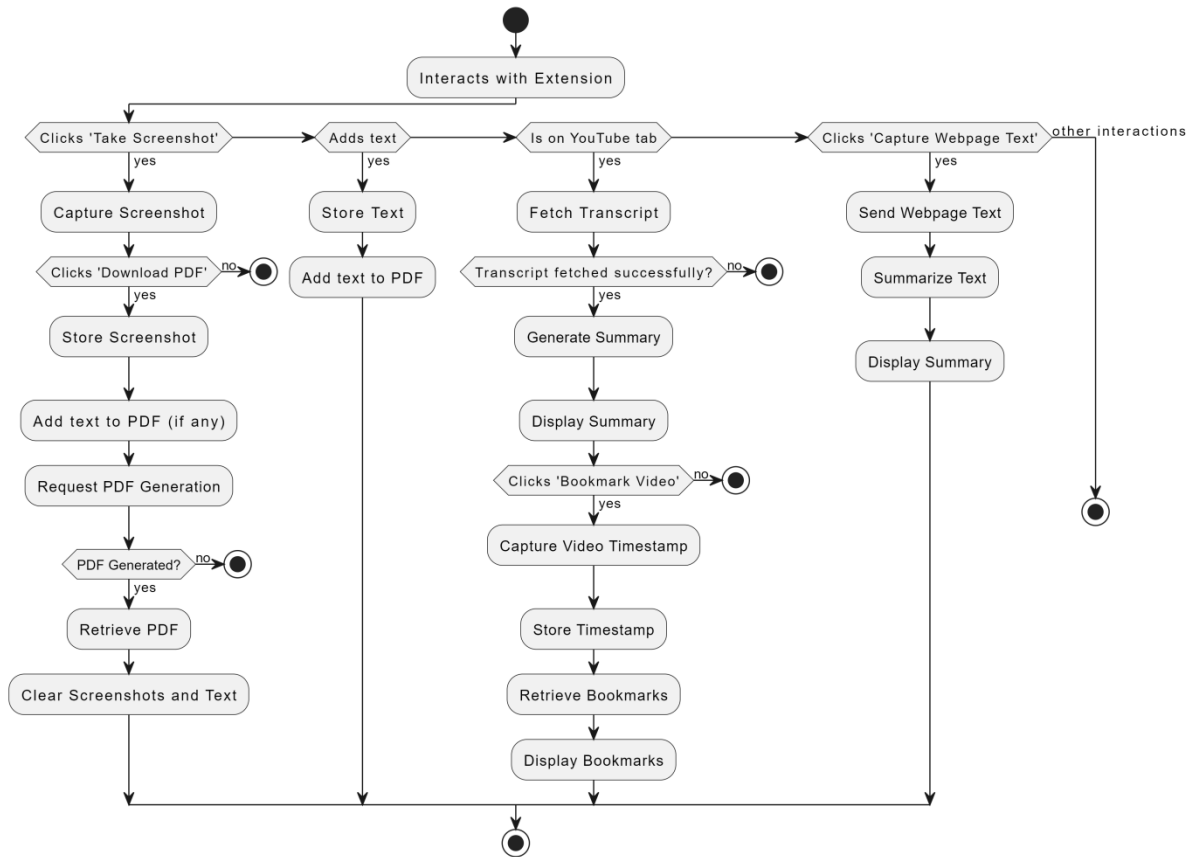 Interacts with Extension
Clicks 'Take Screenshot'
Adds text
Is on YouTube tab
Clicks 'Capture Webpage Text'
other interactions
yes
yes
yes
yes
Capture Screenshot
Store Text
Fetch Transcript
Send Webpage Text
Clicks 'Download PDF'
no
Add text to PDF
Transcript fetched successfully?
no
Summarize Text
yes
yes
Store Screenshot
Generate Summary
Display Summary
Add text to PDF (if any)
Display Summary
Request PDF Generation
Clicks 'Bookmark Video'
no
yes
Capture Video Timestamp
PDF Generated?
no
yes
Retrieve PDF
Store Timestamp
Clear Screenshots and Text
Retrieve Bookmarks
Display Bookmarks